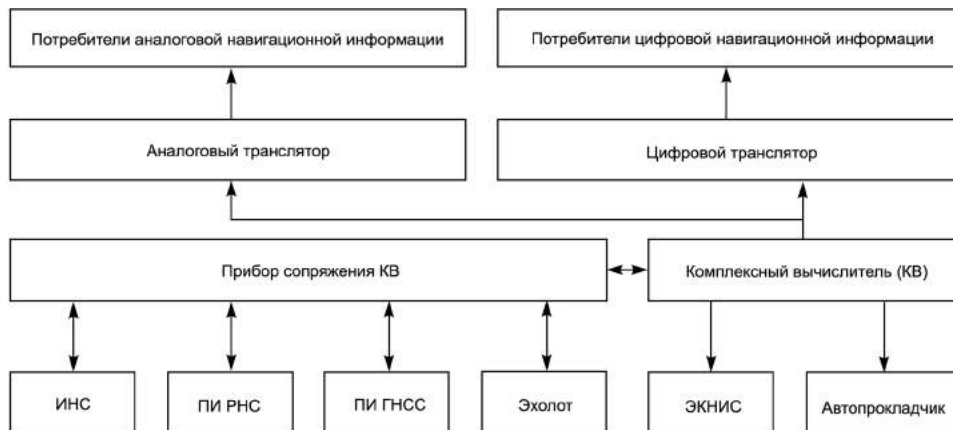 Потребители аналоговой навигационной информации
Потребители цифровой навигационной информации
Аналоговый транслятор
Цифровой транслятор
Прибор сопряжения КВ
Комплексный вычислитель (КВ)
ИНС
ПИ РНС
ПИ ГНСС
Эхолот
ЭКНИС
Автопрокладчик